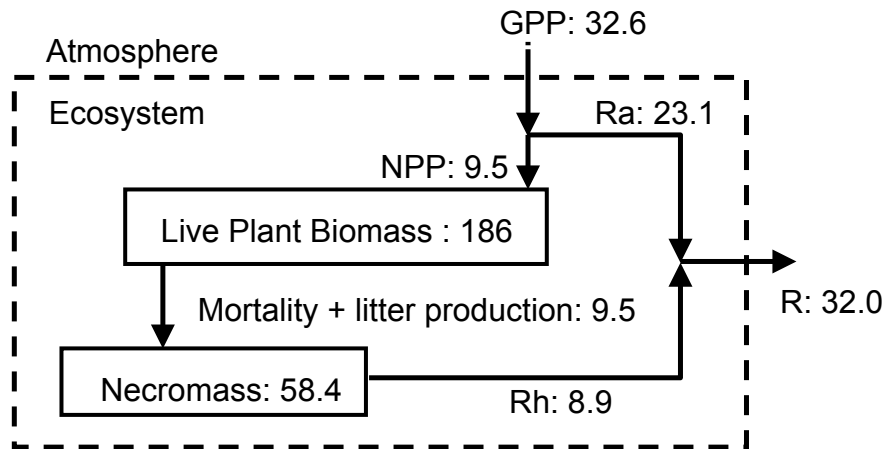 GPP: 32.6
Atmosphere
Ecosystem
Ra: 23.1
NPP: 9.5
Live Plant Biomass : 186
R: 32.0
Mortality + litter production: 9.5
Necromass: 58.4
Rh: 8.9